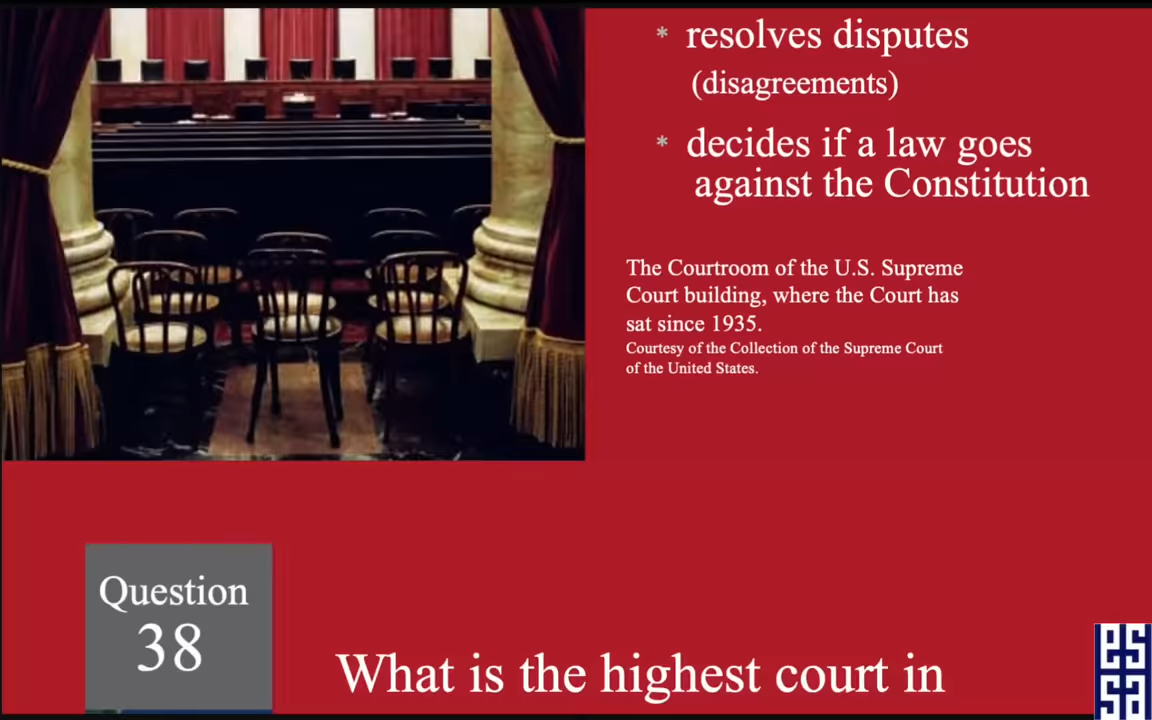 * resolves disputes
(disagreements)
* decides if a law goes
against the Constitution
The Courtroom of the U.S. Supreme
Court building, where the Court has
sat since 1935.
Courtesy of the Collection of the Supreme Court
of the United States.
Question
38
What is the highest court in
es
sa